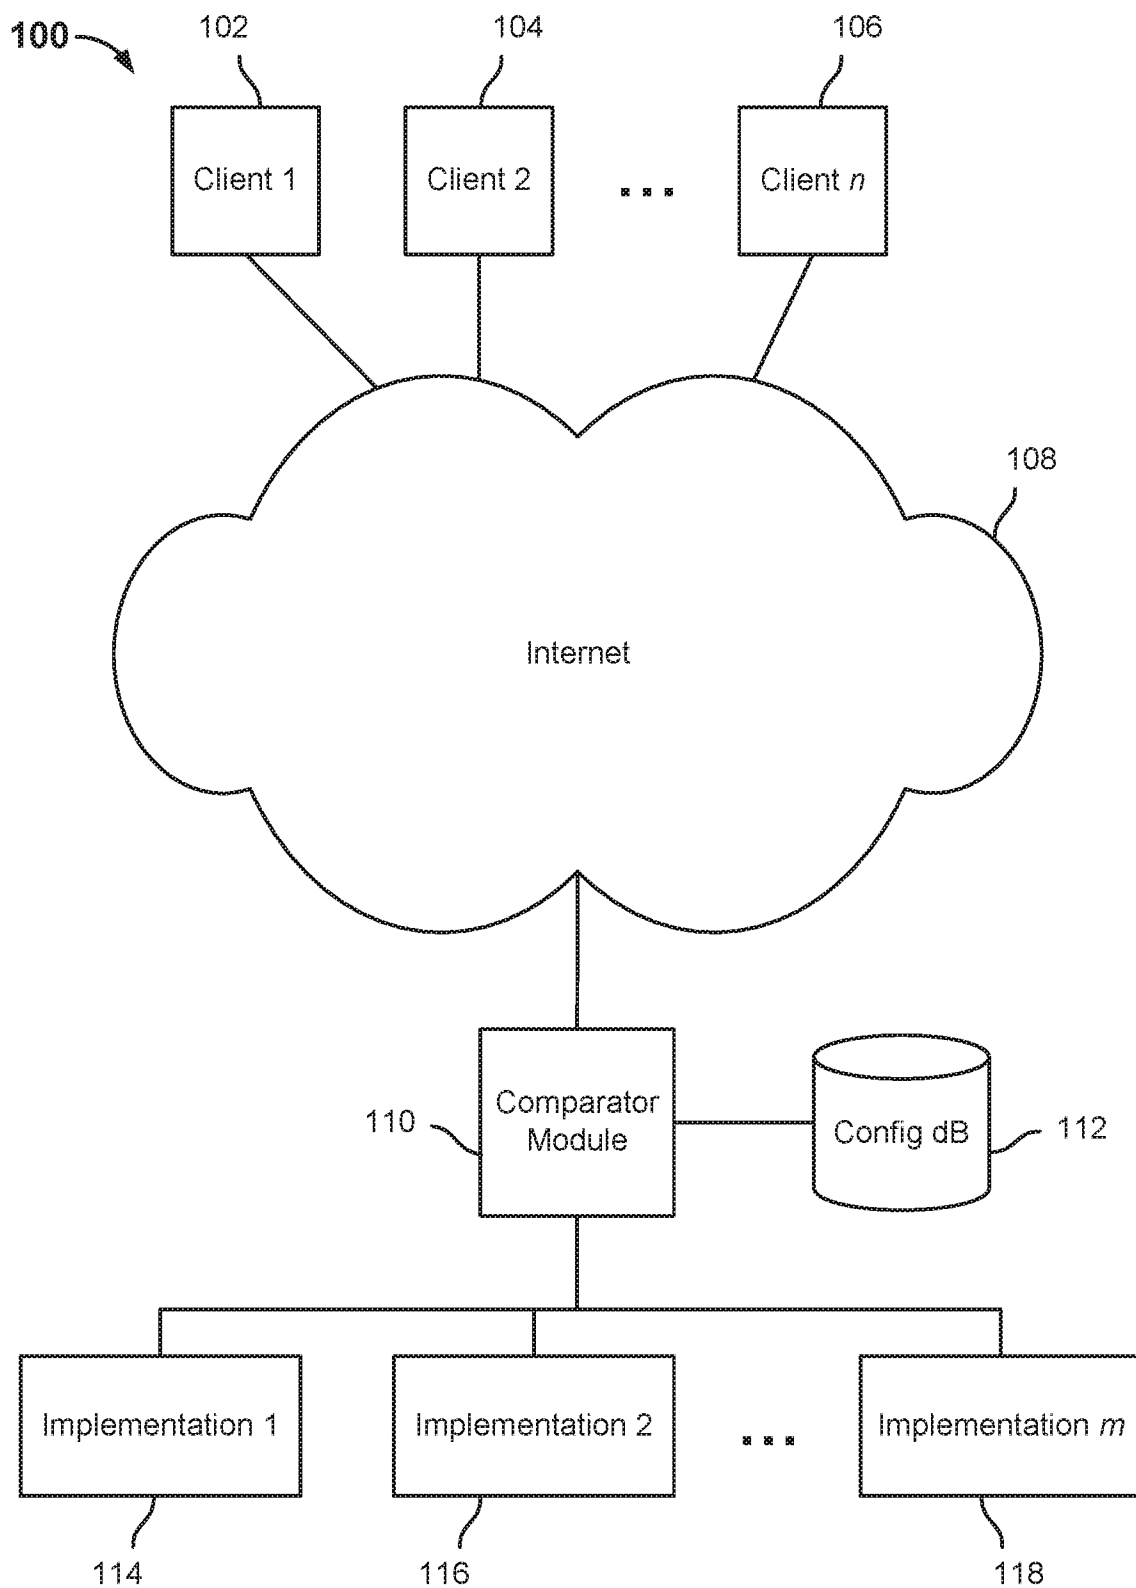 100
102
104
106
Client 1
Client 2
...
Client n
108
Internet
110
Comparator
Module
Config dB
112
Implementation 1
Implementation 2
...
Implementation m
114
116
118